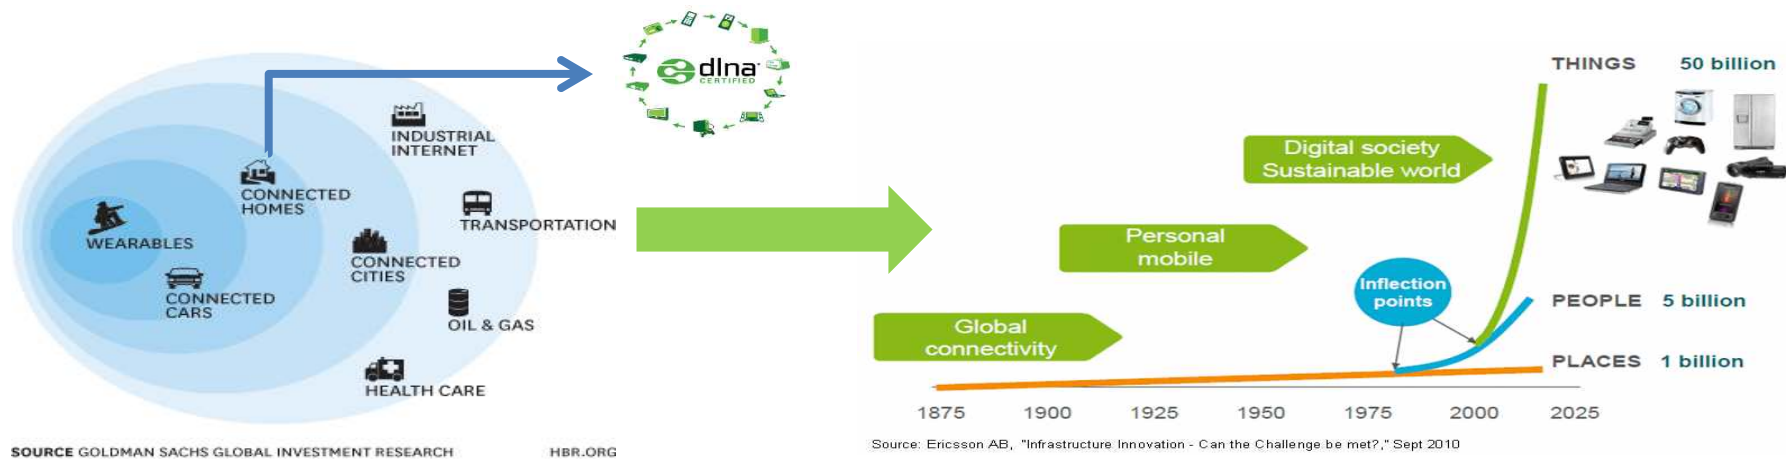 dlna
CERTIFIED
INDUSTRIAL
INTERNET
CONNECTED
HOMES
TRANSPORTATION
WEARABLES
CONNECTED
CITIES
CONNECTED
CARS
OIL & GAS
HEALTH CARE
SOURCE GOLDMAN SACHS GLOBAL INVESTMENT RESEARCH
HBR.ORG
THINGS 50 billion
Digital society
Sustainable world
Personal
mobile
Inflection
points
PEOPLE 5 billion
Global
connectivity
PLACES 1 billion
1875 1900 1925 1950 1975 2000 2025
Source: Ericsson AB, "Infrastructure Innovation - Can the Challenge be met?," Sept 2010